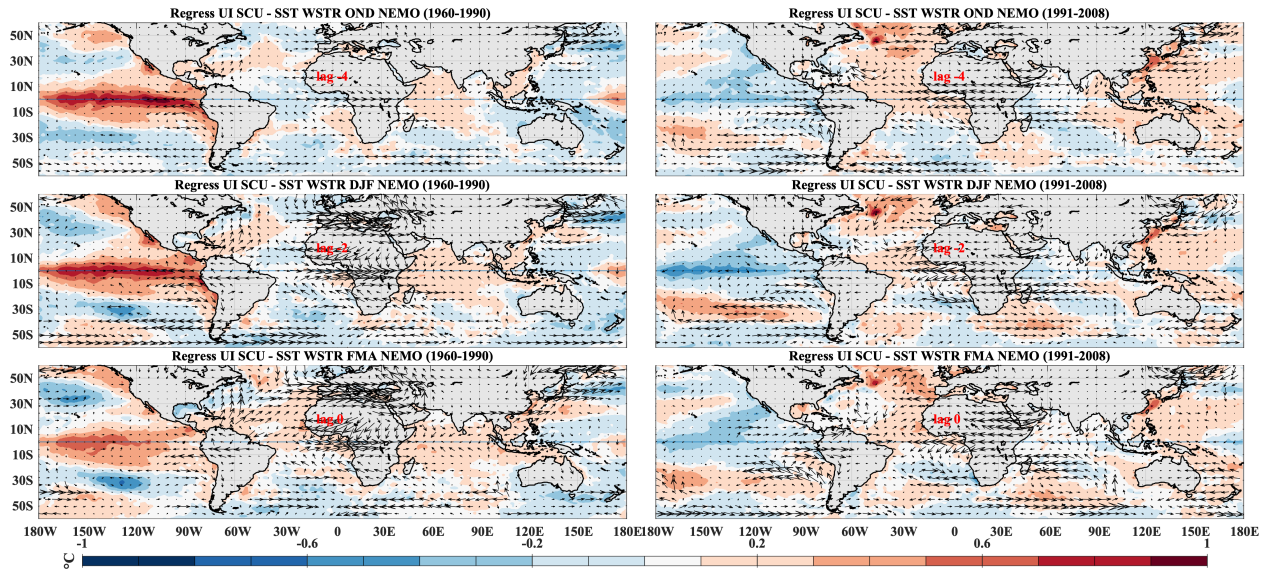 Regress UI SCU - SST WSTR OND NEMO (1960-1990)
Regress UI SCU - SST WSTR OND NEMO (1991-2008)
50N
30N
10N
10S
30S
50S
lag -4
lag -4
Regress UI SCU - SST WSTR DJF NEMO (1960-1990)
Regress UI SCU - SST WSTR DJF NEMO (1991-2008)
50N
30N
10N
10S
30S
50S
lag -2
lag -2
Regress UI SCU - SST WSTR FMA NEMO (1960-1990)
Regress UI SCU - SST WSTR FMA NEMO (1991-2008)
50N
30N
10N
10S
30S
50S
lag 0
lag 0
180W 150W 120W 90W 60W 30W 0 30E 60E 90E 120E 150E 180E
180W 150W 120W 90W 60W 30W 0 30E 60E 90E 120E 150E 180E
°C
-1 -0.6 -0.2 0.2 0.6 1